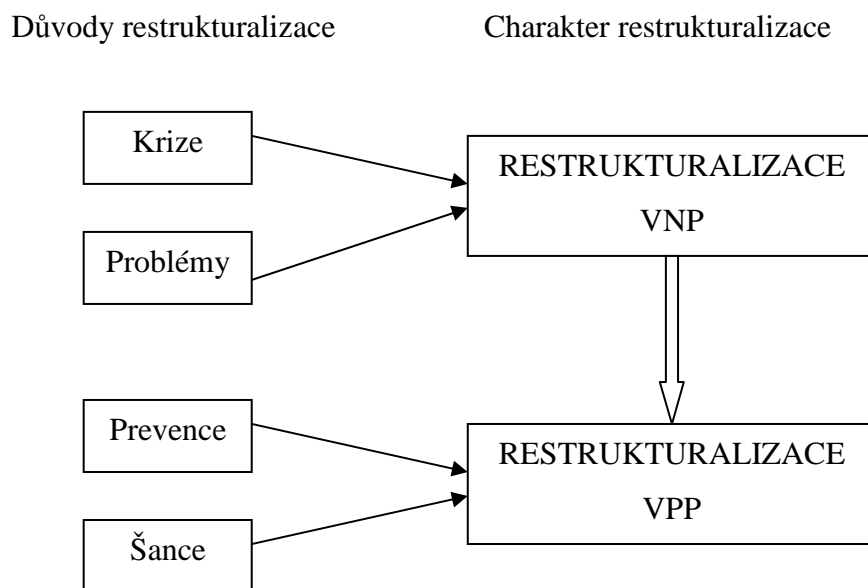 Důvody restrukturalizace
Charakter restrukturalizace
Krize
Problémy
RESTRUKTURALIZACE
VNP
Prevence
Šance
RESTRUKTURALIZACE
VPP